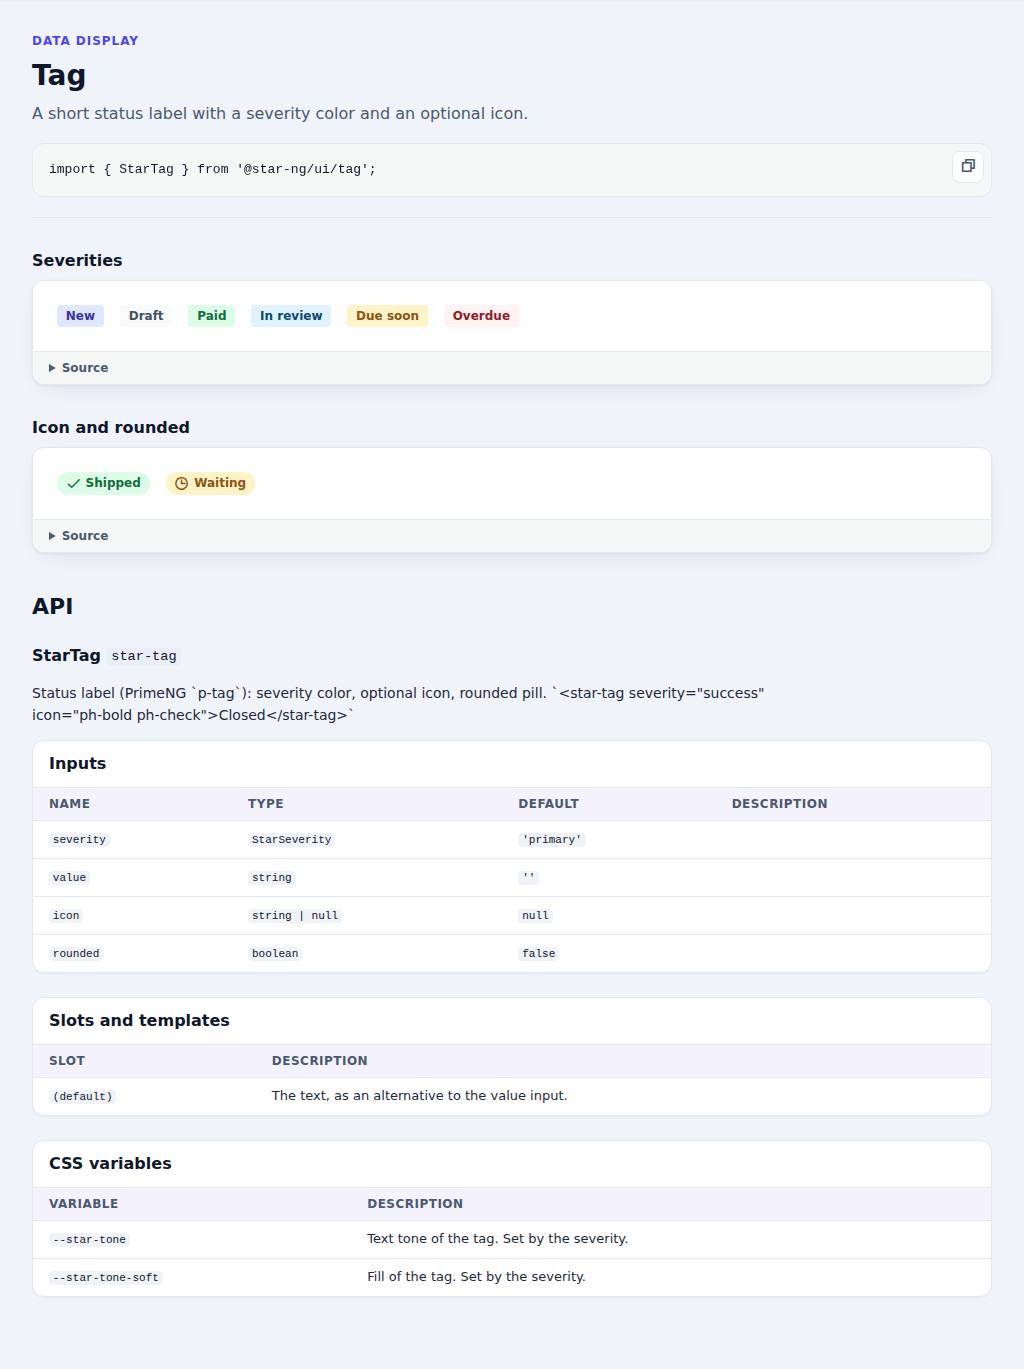 DATA DISPLAY
Tag
A short status label with a severity color and an optional icon.
import { StarTag } from '@star-ng/ui/tag';
Severities
New Draft Paid In review Due soon Overdue
Source
Icon and rounded
Shipped Waiting
Source
API
StarTag star-tag
Status label (PrimeNG `p-tag`): severity color, optional icon, rounded pill. `<star-tag severity="success"
icon="ph-bold ph-check">Closed</star-tag>`
Inputs
NAME TYPE DEFAULT DESCRIPTION
severity StarSeverity 'primary'
value string ''
icon string | null null
rounded boolean false
Slots and templates
SLOT DESCRIPTION
(default) The text, as an alternative to the value input.
CSS variables
VARIABLE DESCRIPTION
--star-tone Text tone of the tag. Set by the severity.
--star-tone-soft Fill of the tag. Set by the severity.